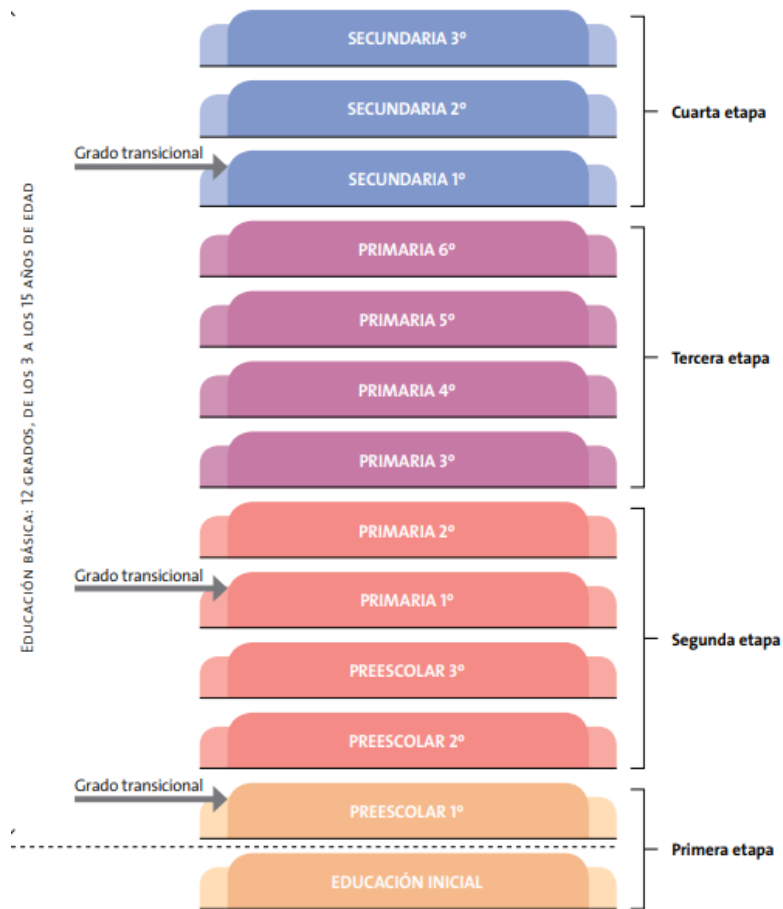 SECUNDARIA 3º
SECUNDARIA 2º
Cuarta etapa
Grado transicional
SECUNDARIA 1º
PRIMARIA 6º
PRIMARIA 5º
Tercera etapa
PRIMARIA 4º
PRIMARIA 3º
PRIMARIA 2º
Grado transicional
PRIMARIA 1º
Segunda etapa
PREESCOLAR 3º
PREESCOLAR 2º
Grado transicional
PREESCOLAR 1º
Primera etapa
EDUCACIÓN INICIAL
EDUCACIÓN BÁSICA: 12 GRADOS, DE LOS 3 A LOS 15 AÑOS DE EDAD